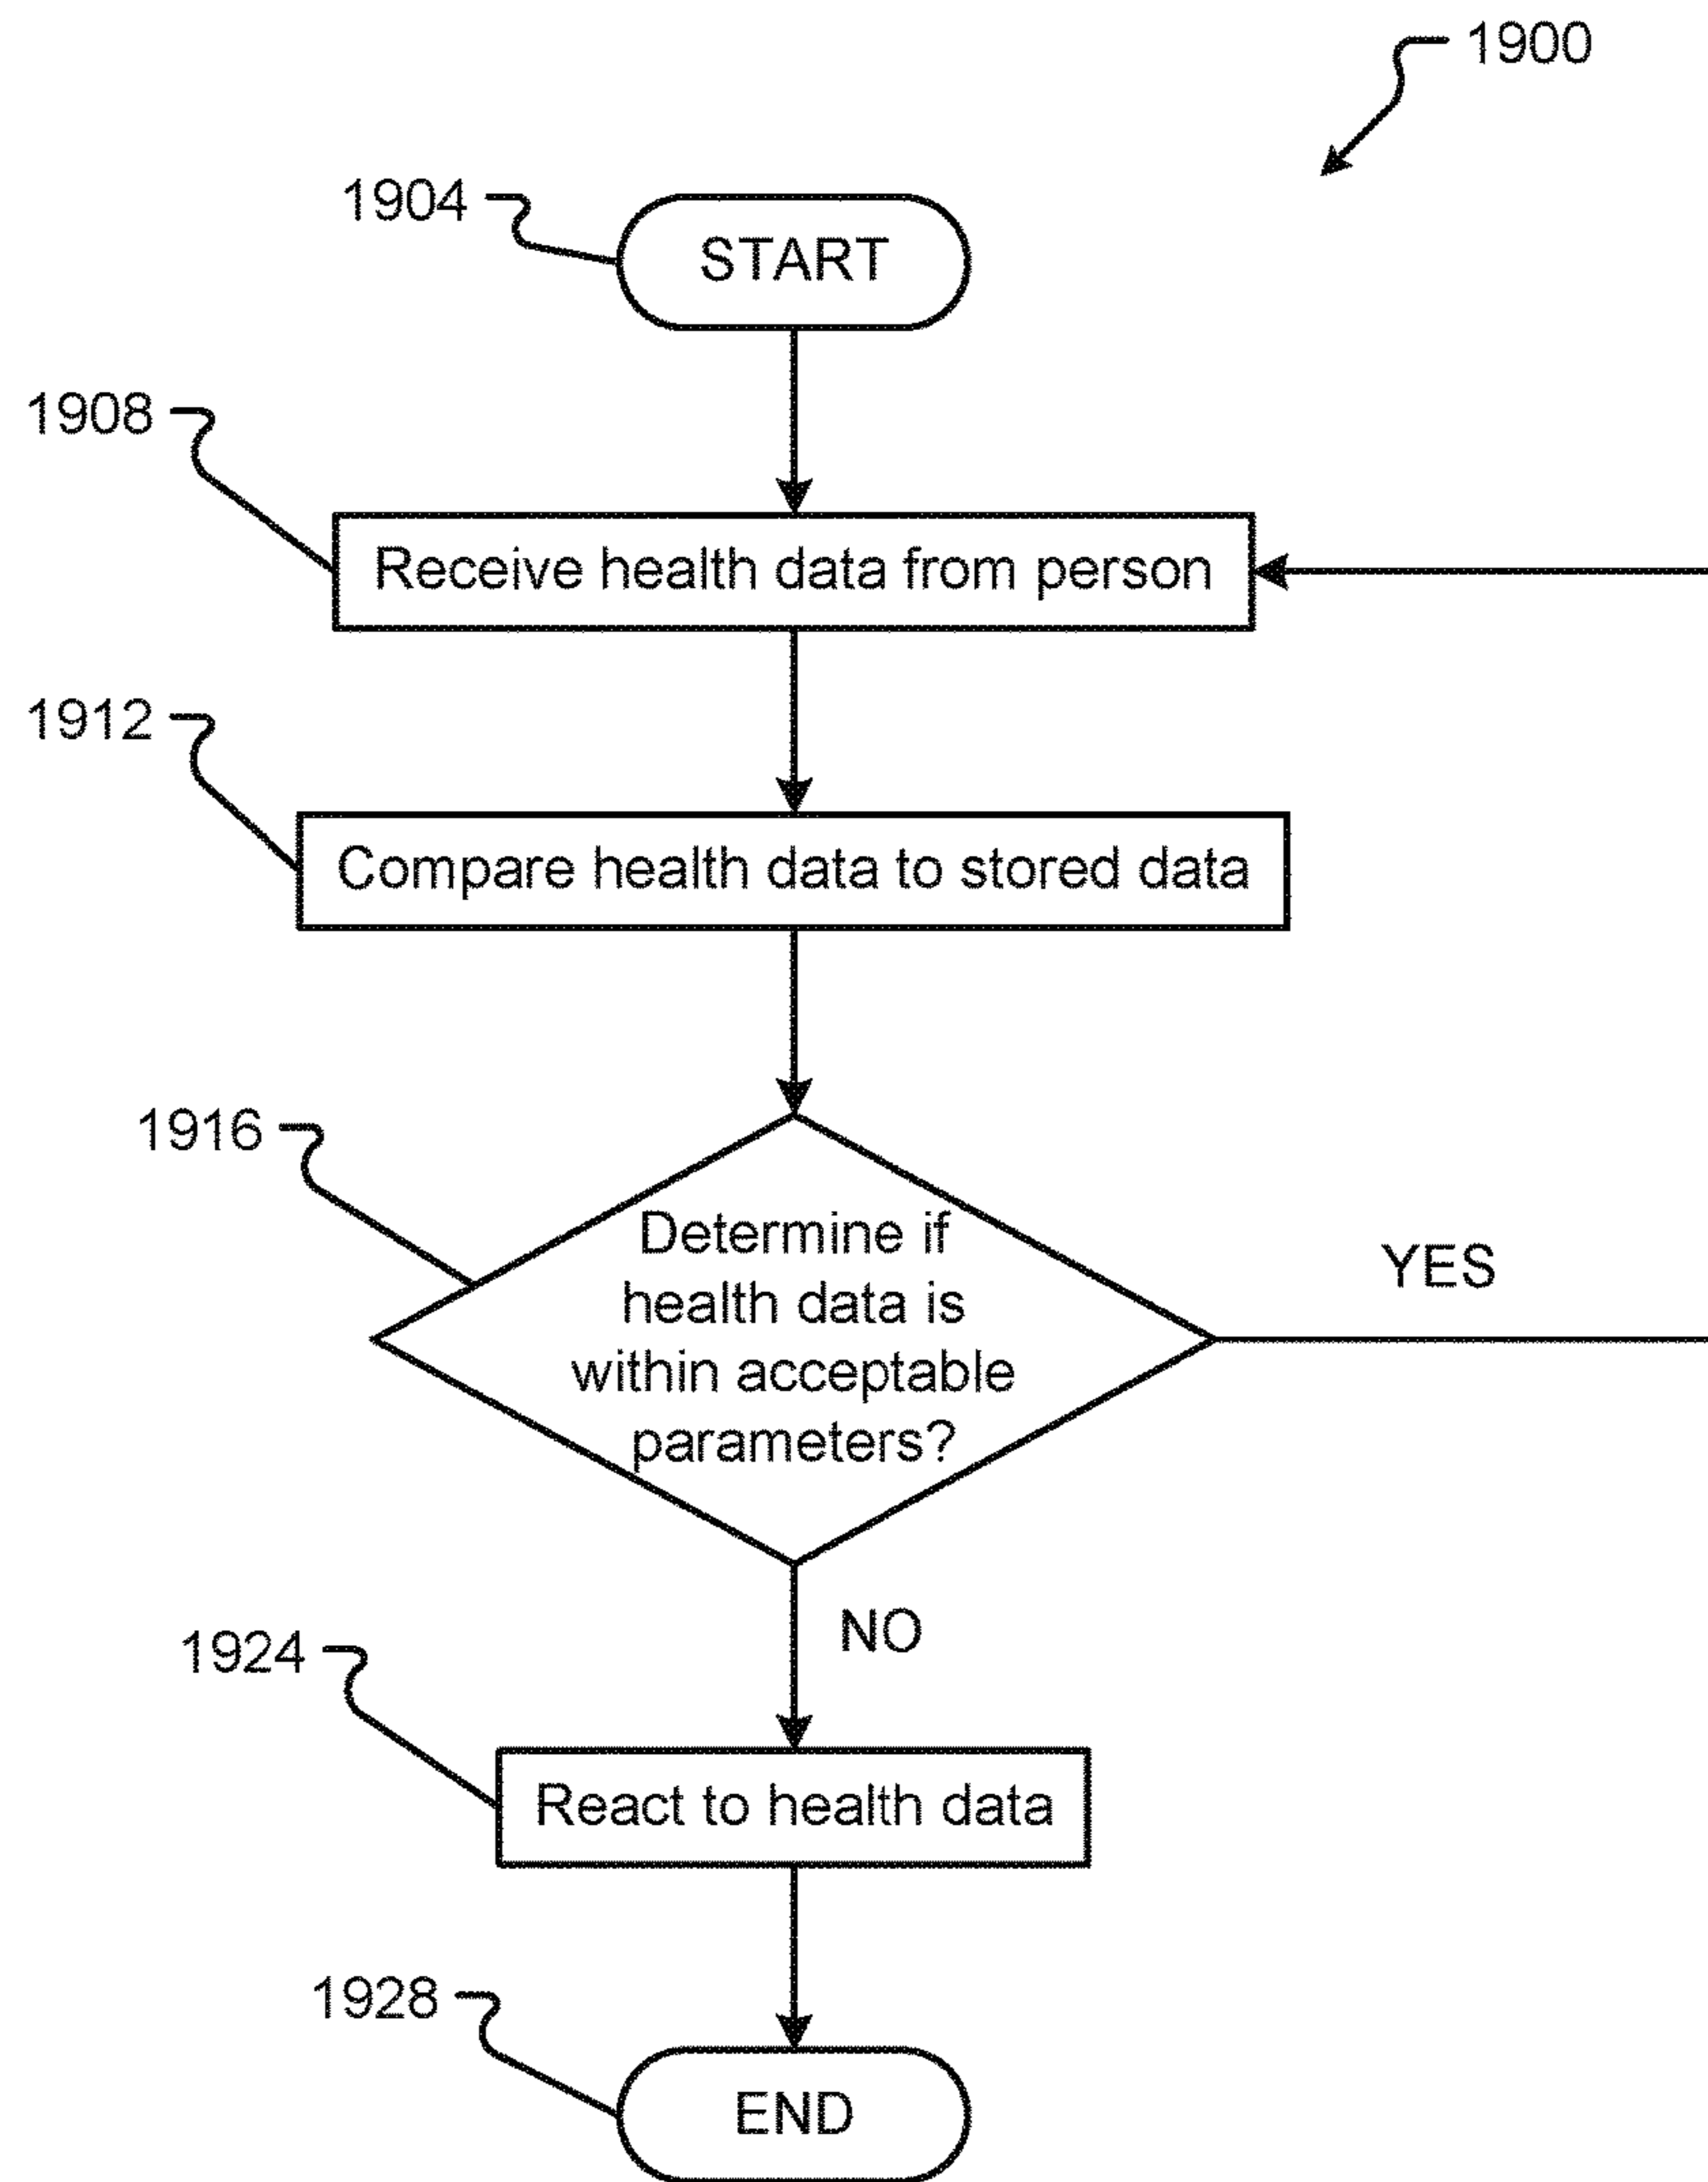 1900
1904
START
1908
Receive health data from person
1912
Compare health data to stored data
1916
Determine if
health data is
within acceptable
parameters?
YES
NO
1924
React to health data
1928
END